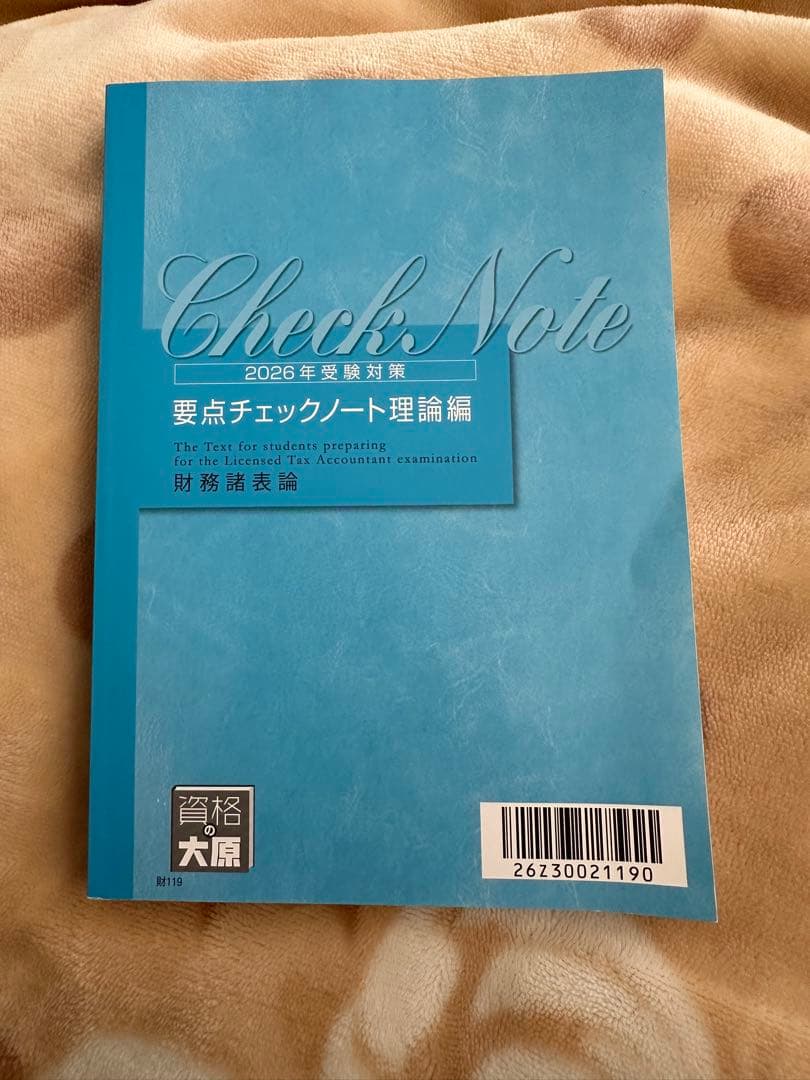 Check Note
2026年受験対策
要点チェックノート理論編
The Text for students preparing
for the Licensed Tax Accountant examination
財務諸表論
資格
の
大原
財119
26Z30021190